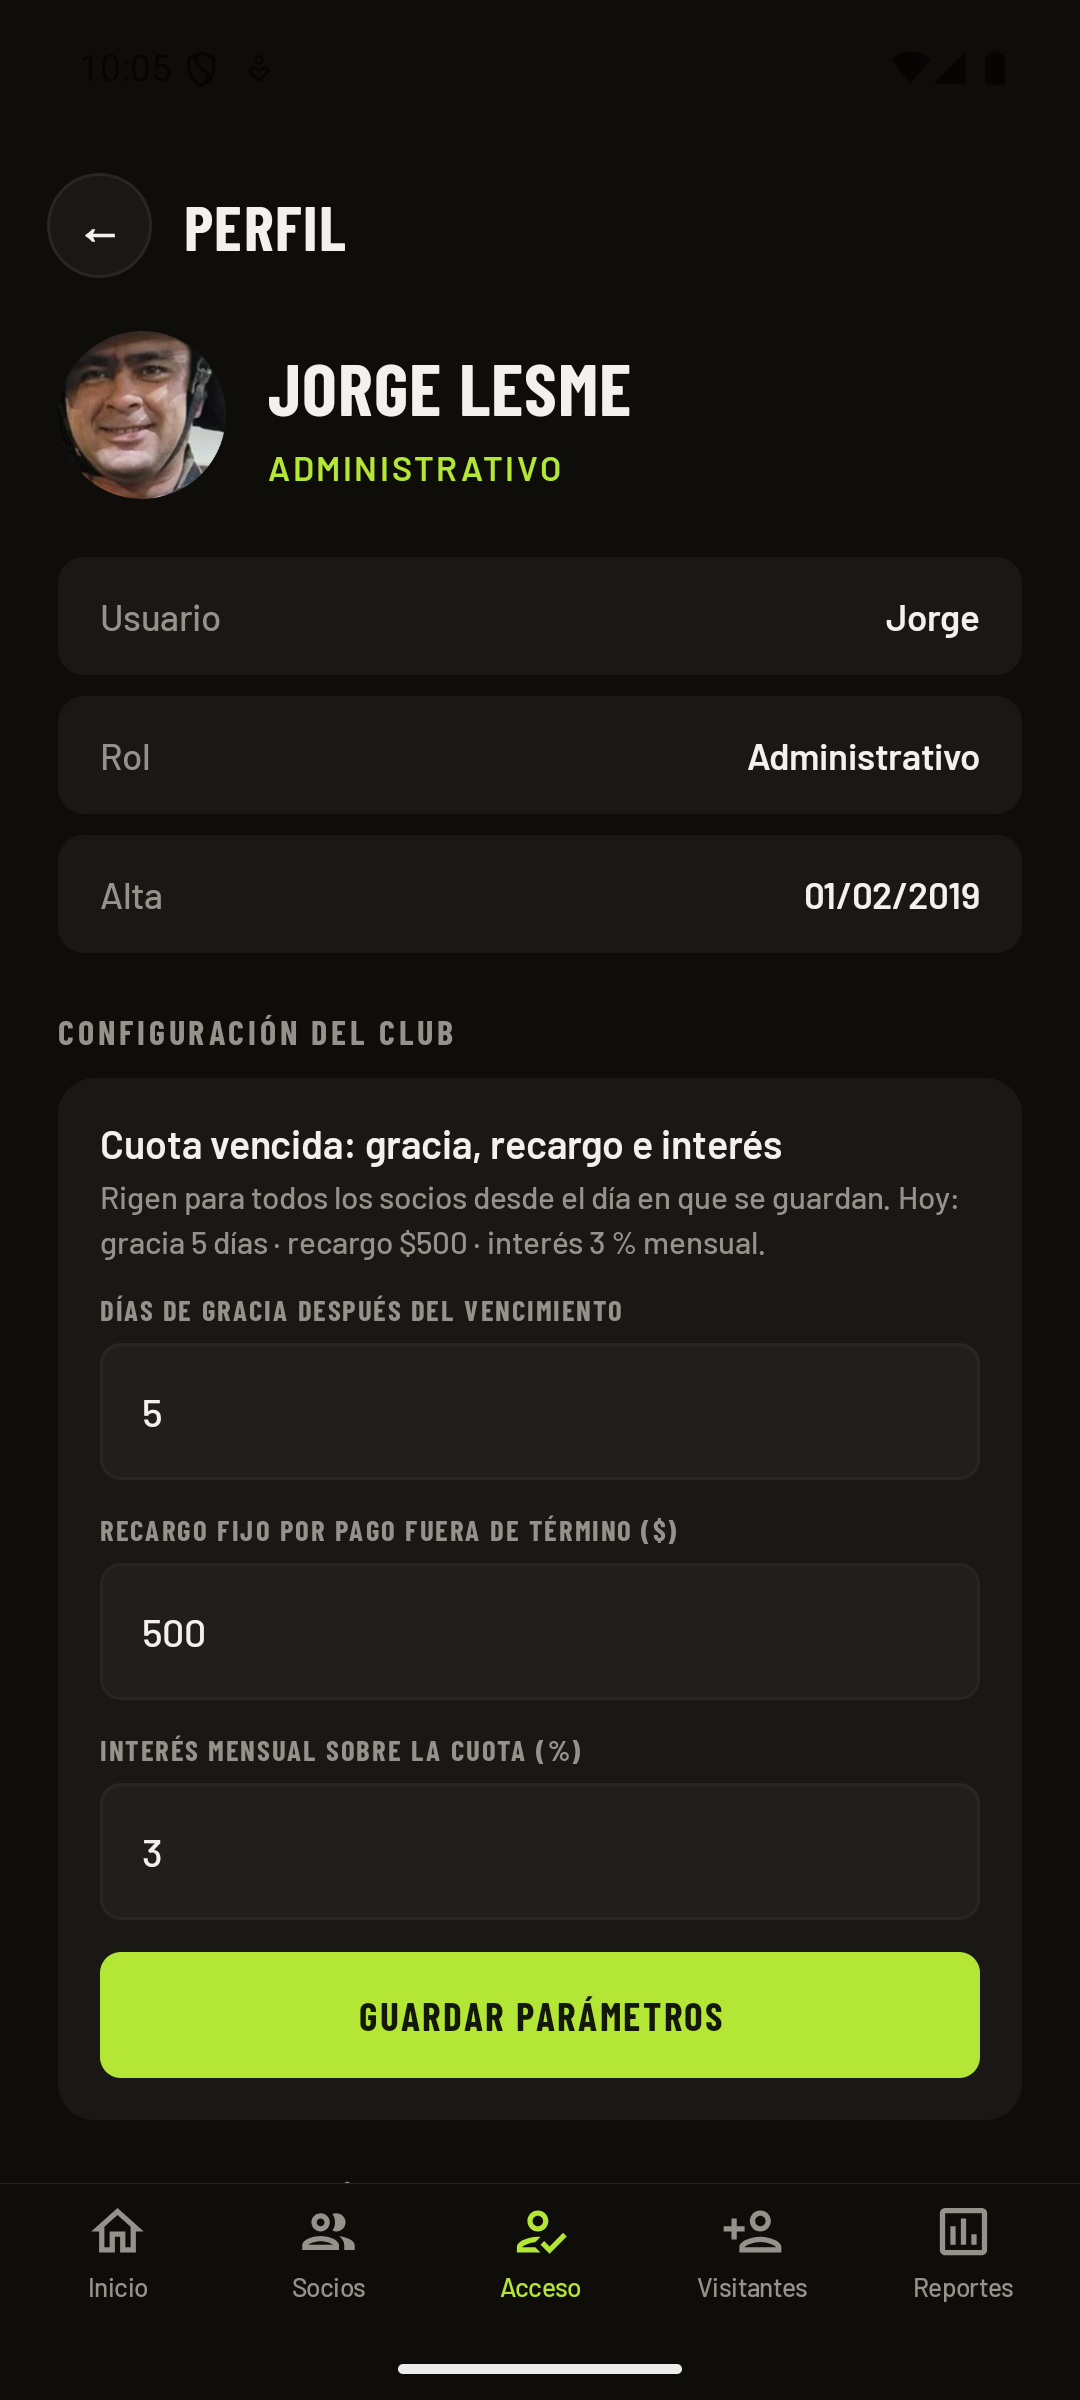 10:05
PERFIL
JORGE LESME
ADMINISTRATIVO
Usuario
Jorge
Rol
Administrativo
Alta
01/02/2019
CONFIGURACIÓN DEL CLUB
Cuota vencida: gracia, recargo e interés
Rigen para todos los socios desde el día en que se guardan. Hoy:
gracia 5 días · recargo $500 · interés 3 % mensual.
DÍAS DE GRACIA DESPUÉS DEL VENCIMIENTO
5
RECARGO FIJO POR PAGO FUERA DE TÉRMINO ($)
500
INTERÉS MENSUAL SOBRE LA CUOTA (%)
3
GUARDAR PARÁMETROS
Inicio
Socios
Acceso
Visitantes
Reportes